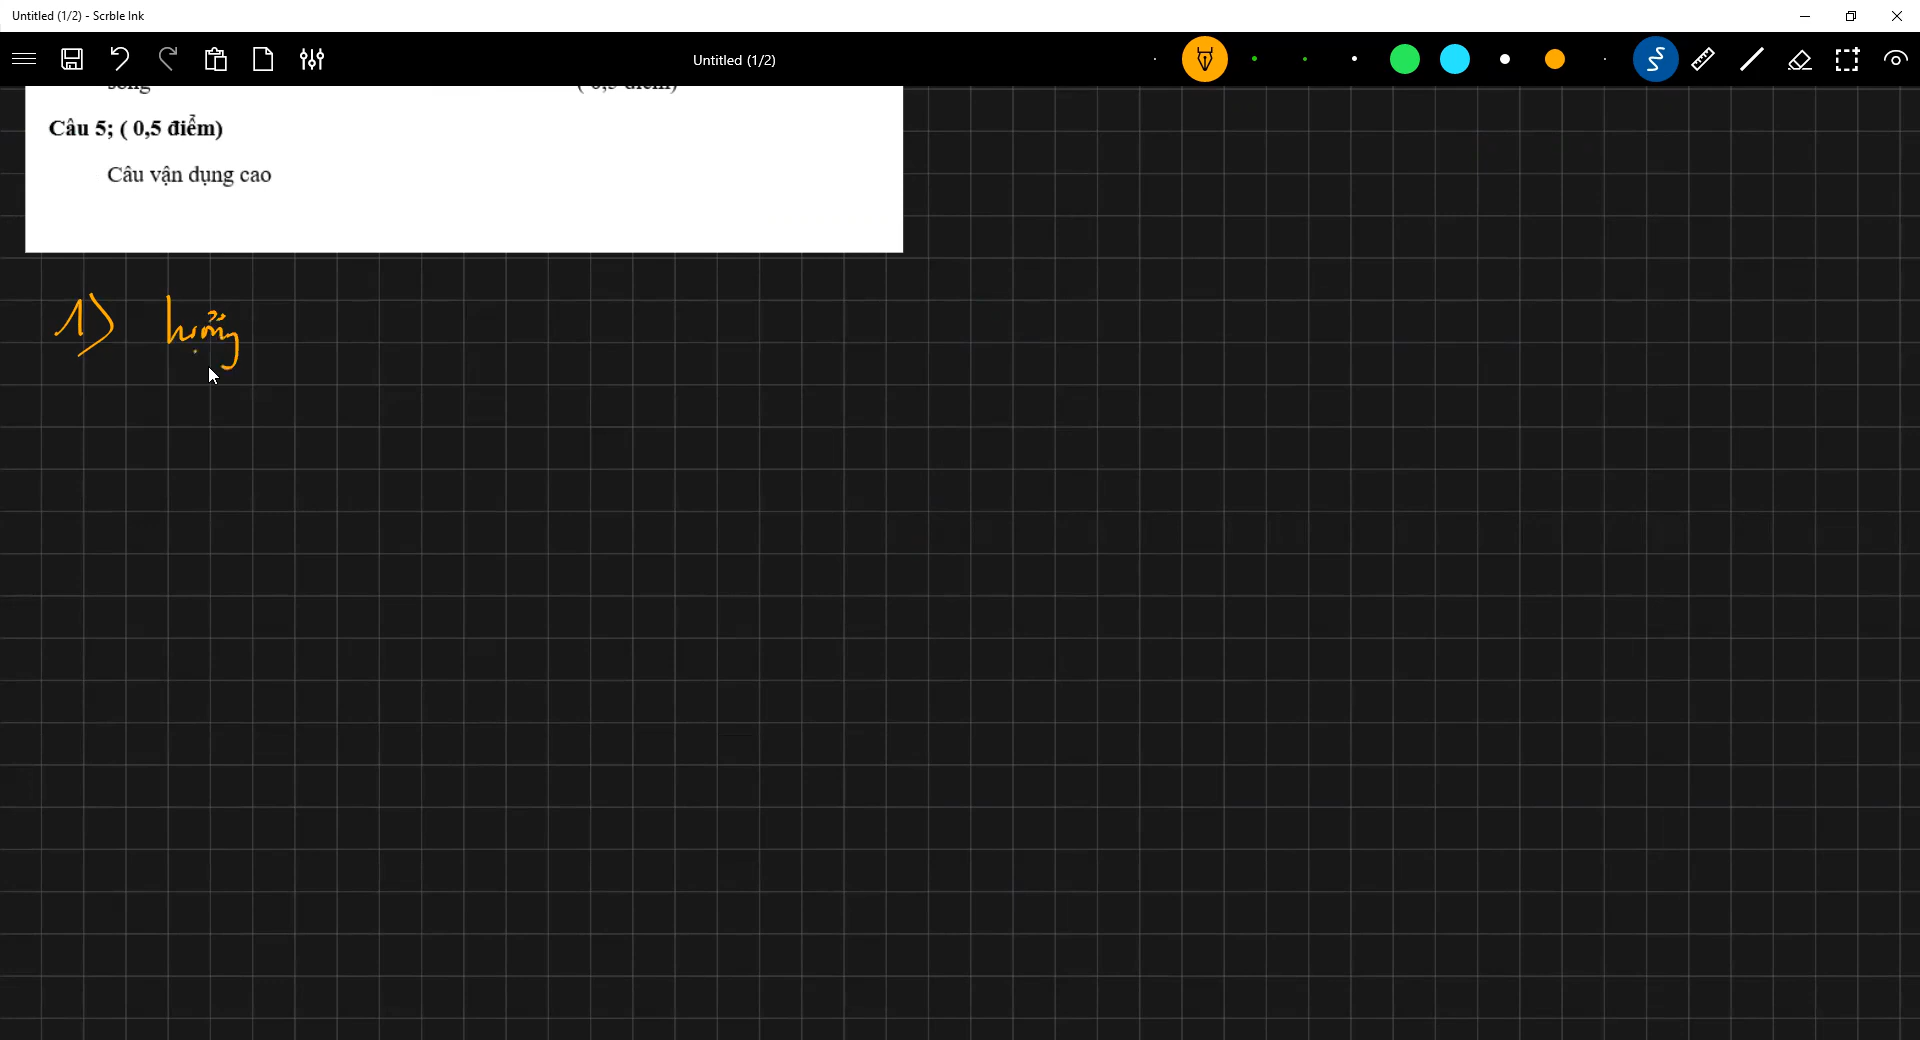 Untitled (1/2) - Scrble Ink
Untitled (1/2)
Câu 5; ( 0,5 điểm)
Câu vận dụng cao
1)